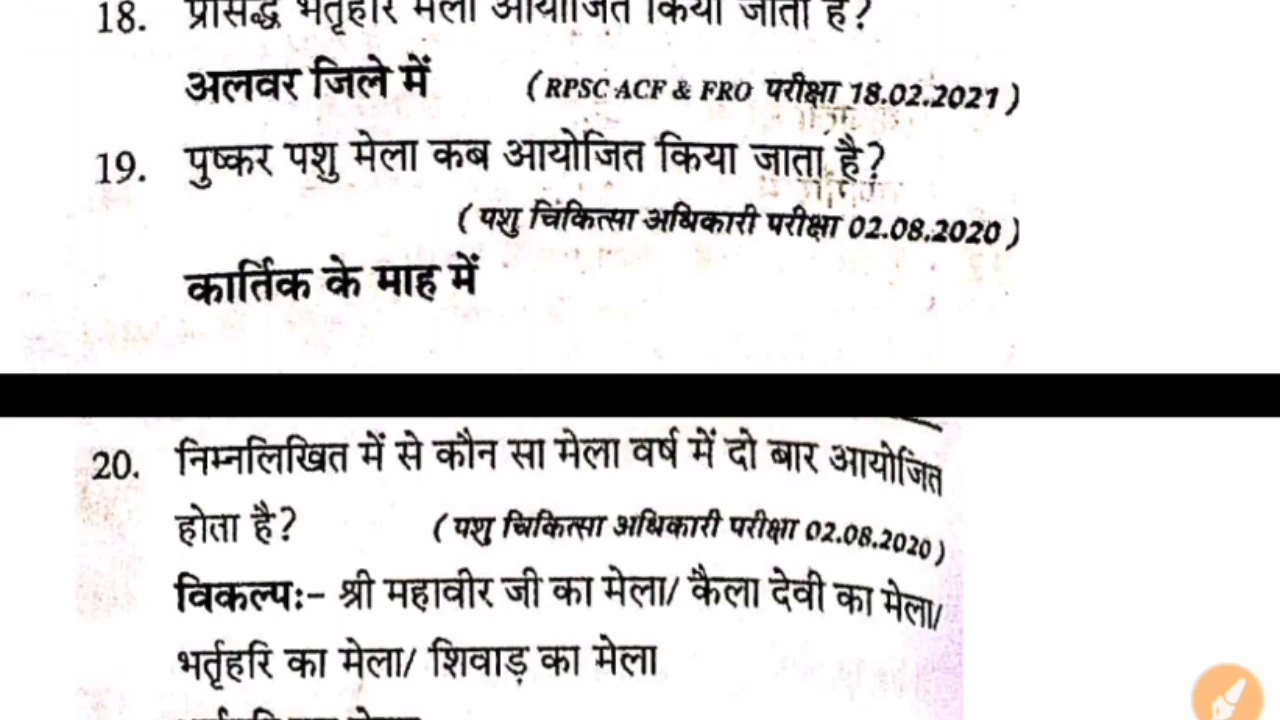 18. प्रसिद्ध भर्तृहरि मेला आयोजित किया जाता है?
अलवर जिले में (RPSC ACF & FRO परीक्षा 18.02.2021)
19. पुष्कर पशु मेला कब आयोजित किया जाता है?
(पशु चिकित्सा अधिकारी परीक्षा 02.08.2020)
कार्तिक के माह में
20. निम्नलिखित में से कौन सा मेला वर्ष में दो बार आयोजित
होता है? (पशु चिकित्सा अधिकारी परीक्षा 02.08.2020)
विकल्पः- श्री महावीर जी का मेला/ कैला देवी का मेला/
भर्तृहरि का मेला/ शिवाड़ का मेला